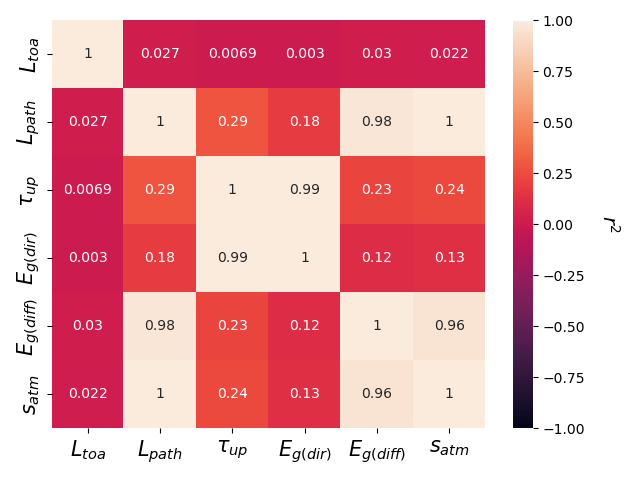 L_toa 1 0.027 0.0069 0.003 0.03 0.022
L_path 0.027 1 0.29 0.18 0.98 1
τ_up 0.0069 0.29 1 0.99 0.23 0.24
E_g(dir) 0.003 0.18 0.99 1 0.12 0.13
E_g(diff) 0.03 0.98 0.23 0.12 1 0.96
s_atm 0.022 1 0.24 0.13 0.96 1
L_toa L_path τ_up E_g(dir) E_g(diff) s_atm
1.00
0.75
0.50
0.25
0.00
−0.25
−0.50
−0.75
−1.00
r²